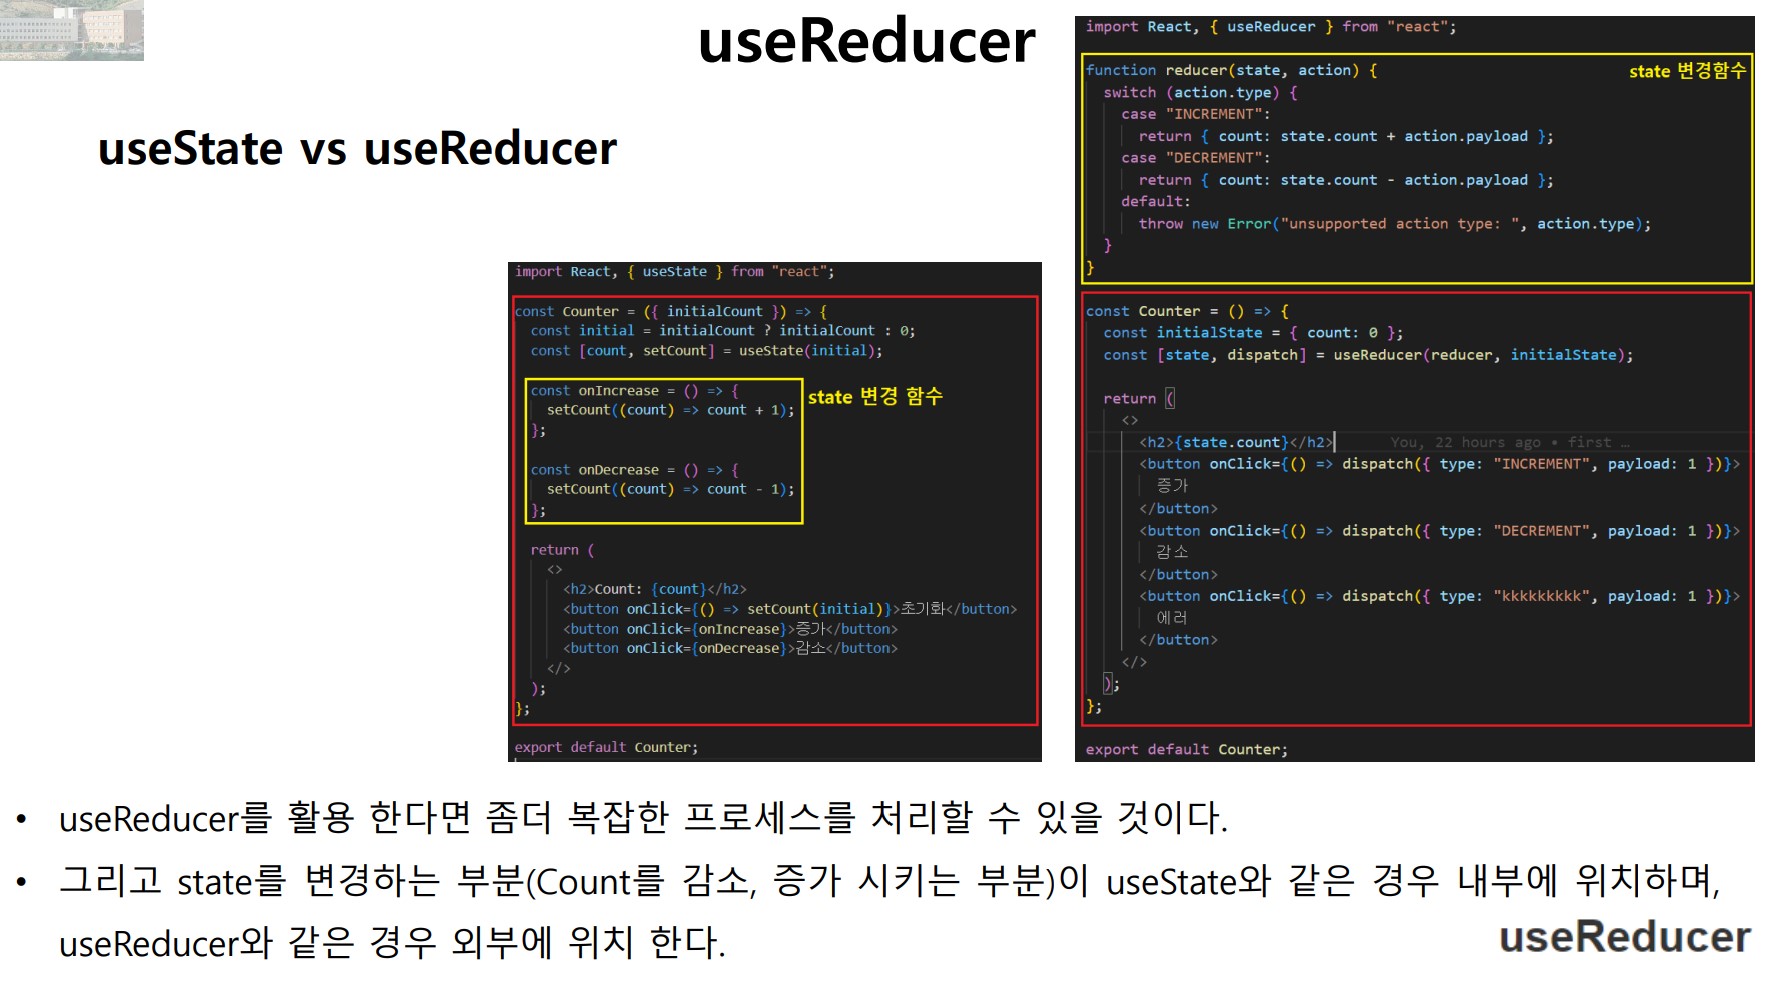 useReducer
useState vs useReducer
import React, { useState } from "react";
const Counter = ({ initialCount }) => {
const initial = initialCount ? initialCount : 0;
const [count, setCount] = useState(initial);
const onIncrease = () => {
setCount((count) => count + 1);
};
const onDecrease = () => {
setCount((count) => count - 1);
};
state 변경 함수
return (
<>
<h2>Count: {count}</h2>
<button onClick={() => setCount(initial)}>초기화</button>
<button onClick={onIncrease}>증가</button>
<button onClick={onDecrease}>감소</button>
</>
);
};
export default Counter;
import React, { useReducer } from "react";
function reducer(state, action) {
state 변경함수
switch (action.type) {
case "INCREMENT":
return { count: state.count + action.payload };
case "DECREMENT":
return { count: state.count - action.payload };
default:
throw new Error("unsupported action type: ", action.type);
}
}
const Counter = () => {
const initialState = { count: 0 };
const [state, dispatch] = useReducer(reducer, initialState);
return (
<>
<h2>{state.count}</h2> You, 22 hours ago • first …
<button onClick={() => dispatch({ type: "INCREMENT", payload: 1 })}>
증가
</button>
<button onClick={() => dispatch({ type: "DECREMENT", payload: 1 })}>
감소
</button>
<button onClick={() => dispatch({ type: "kkkkkkkkk", payload: 1 })}>
에러
</button>
</>
);
};
export default Counter;
• useReducer를 활용 한다면 좀더 복잡한 프로세스를 처리할 수 있을 것이다.
• 그리고 state를 변경하는 부분(Count를 감소, 증가 시키는 부분)이 useState와 같은 경우 내부에 위치하며,
useReducer와 같은 경우 외부에 위치 한다.
useReducer